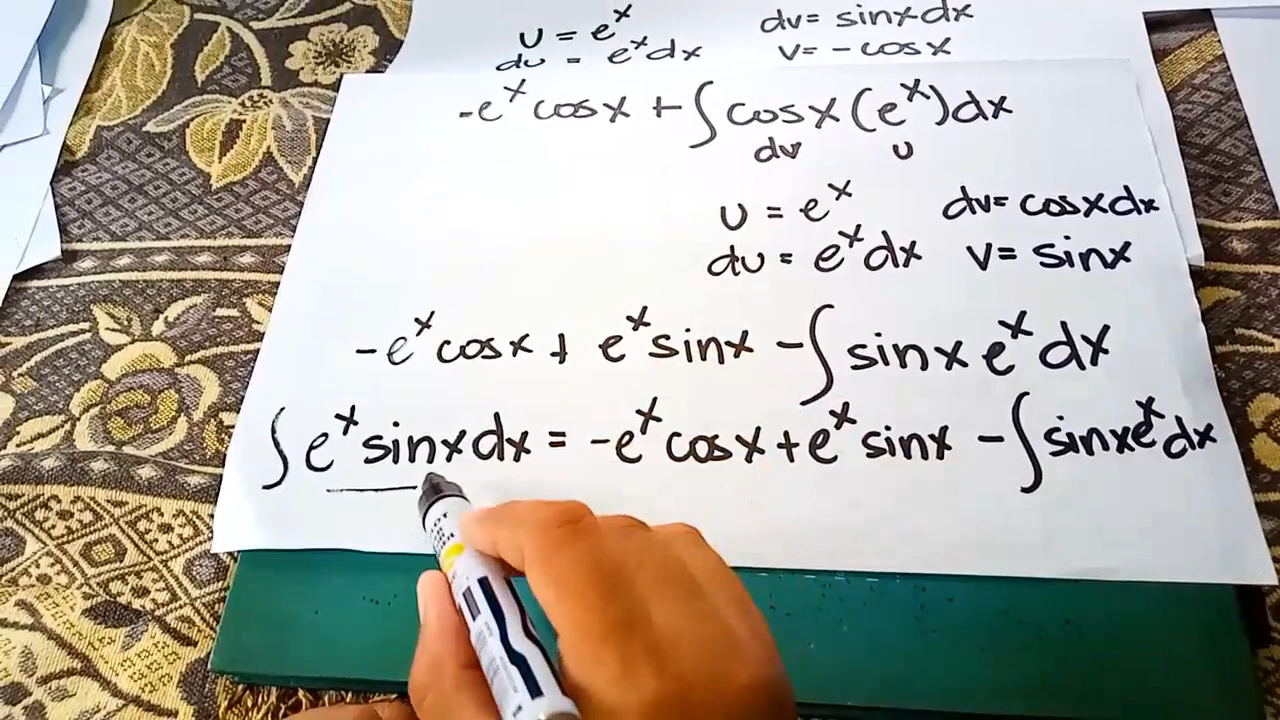 u = e^x dv = sinx dx
du = e^x dx v = - cosx
-e^x cosx + ∫ cosx (e^x) dx
dv u
u = e^x dv = cosx dx
du = e^x dx v = sinx
-e^x cosx + e^x sinx - ∫ sinx e^x dx
∫ e^x sinx dx = -e^x cosx + e^x sinx - ∫ sinx e^x dx